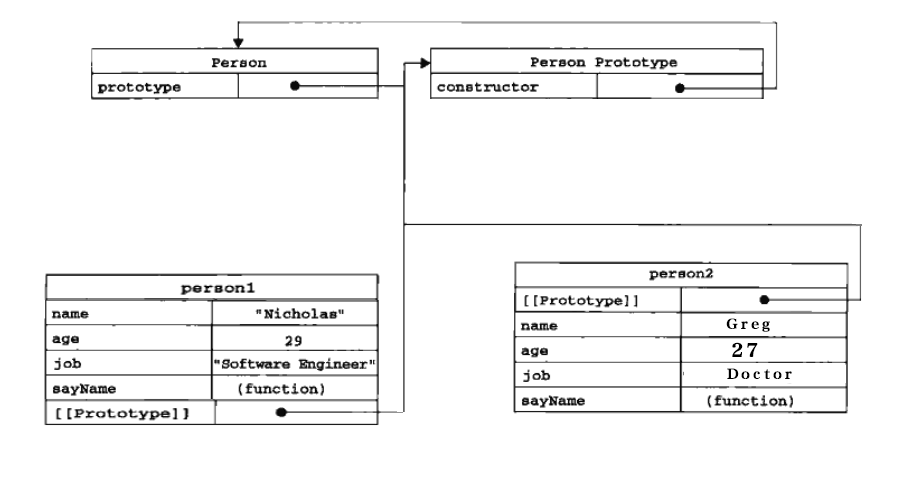 Person
prototype
Person Prototype
constructor
person1
name "Nicholas"
age 29
job "Software Engineer"
sayName (function)
[[Prototype]]
person2
[[Prototype]]
name Greg
age 27
job Doctor
sayName (function)